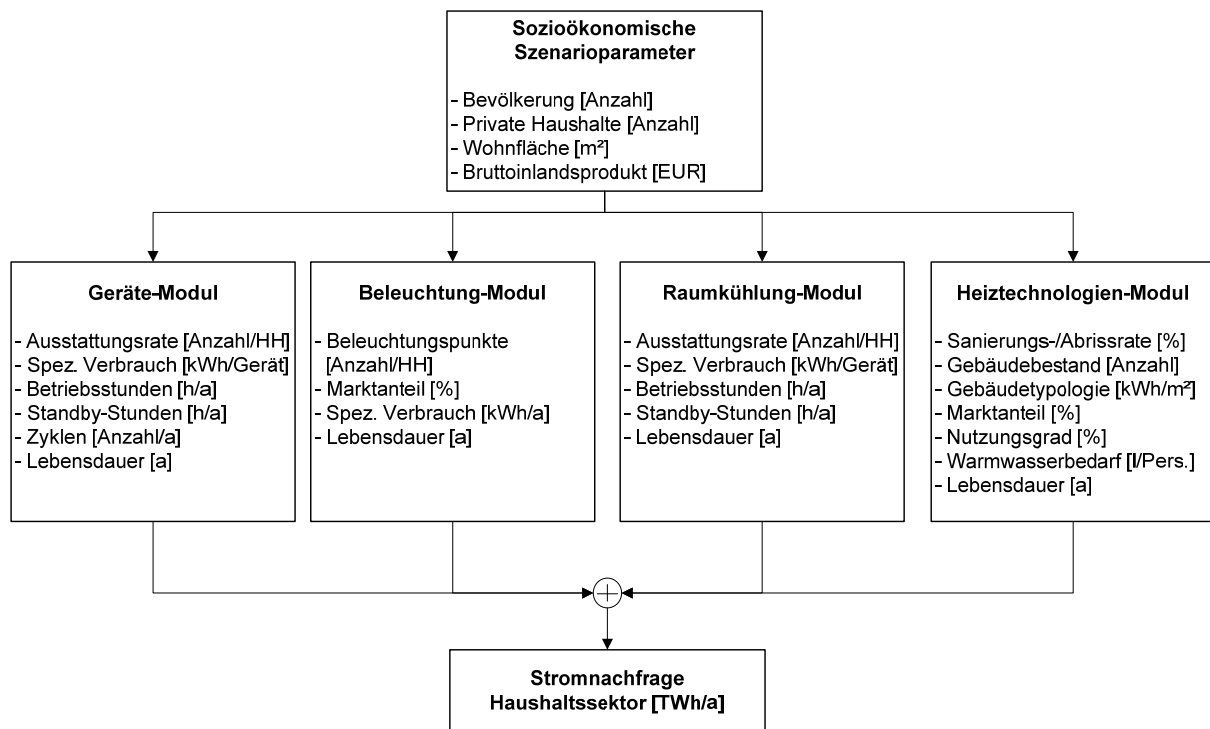 Sozioökonomische
Szenarioparameter
- Bevölkerung [Anzahl]
- Private Haushalte [Anzahl]
- Wohnfläche [m²]
- Bruttoinlandsprodukt [EUR]
Geräte-Modul
- Ausstattungsrate [Anzahl/HH]
- Spez. Verbrauch [kWh/Gerät]
- Betriebsstunden [h/a]
- Standby-Stunden [h/a]
- Zyklen [Anzahl/a]
- Lebensdauer [a]
Beleuchtung-Modul
- Beleuchtungspunkte
[Anzahl/HH]
- Marktanteil [%]
- Spez. Verbrauch [kWh/a]
- Lebensdauer [a]
Raumkühlung-Modul
- Ausstattungsrate [Anzahl/HH]
- Spez. Verbrauch [kWh/Gerät]
- Betriebsstunden [h/a]
- Standby-Stunden [h/a]
- Lebensdauer [a]
Heiztechnologien-Modul
- Sanierungs-/Abrissrate [%]
- Gebäudebestand [Anzahl]
- Gebäudetypologie [kWh/m²]
- Marktanteil [%]
- Nutzungsgrad [%]
- Warmwasserbedarf [l/Pers.]
- Lebensdauer [a]
Stromnachfrage
Haushaltssektor [TWh/a]